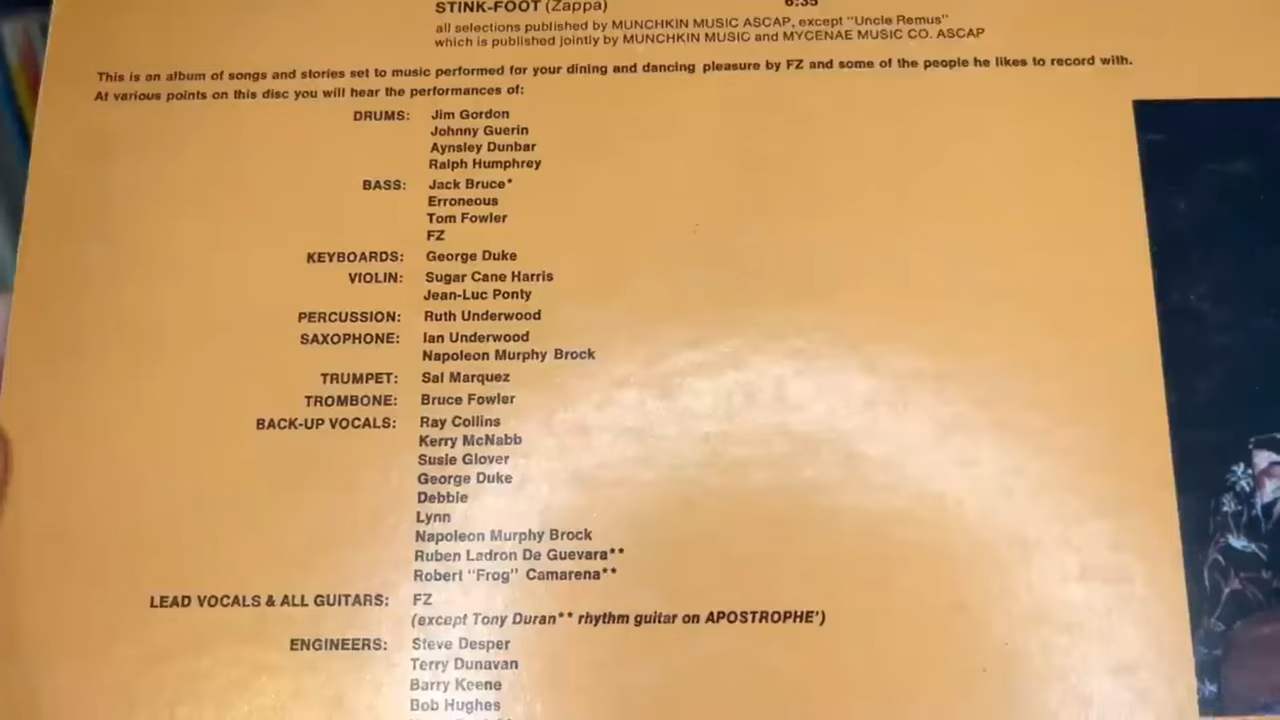 STINK-FOOT (Zappa) 6:35
all selections published by MUNCHKIN MUSIC ASCAP, except "Uncle Remus"
which is published jointly by MUNCHKIN MUSIC and MYCENAE MUSIC CO. ASCAP
This is an album of songs and stories set to music performed for your dining and dancing pleasure by FZ and some of the people he likes to record with.
At various points on this disc you will hear the performances of:
DRUMS: Jim Gordon
Johnny Guerin
Aynsley Dunbar
Ralph Humphrey
BASS: Jack Bruce*
Erroneous
Tom Fowler
FZ
KEYBOARDS: George Duke
VIOLIN: Sugar Cane Harris
Jean-Luc Ponty
PERCUSSION: Ruth Underwood
SAXOPHONE: Ian Underwood
Napoleon Murphy Brock
TRUMPET: Sal Marquez
TROMBONE: Bruce Fowler
BACK-UP VOCALS: Ray Collins
Kerry McNabb
Susie Glover
George Duke
Debbie
Lynn
Napoleon Murphy Brock
Ruben Ladron De Guevara**
Robert "Frog" Camarena**
LEAD VOCALS & ALL GUITARS: FZ
(except Tony Duran** rhythm guitar on APOSTROPHE')
ENGINEERS: Steve Desper
Terry Dunavan
Barry Keene
Bob Hughes